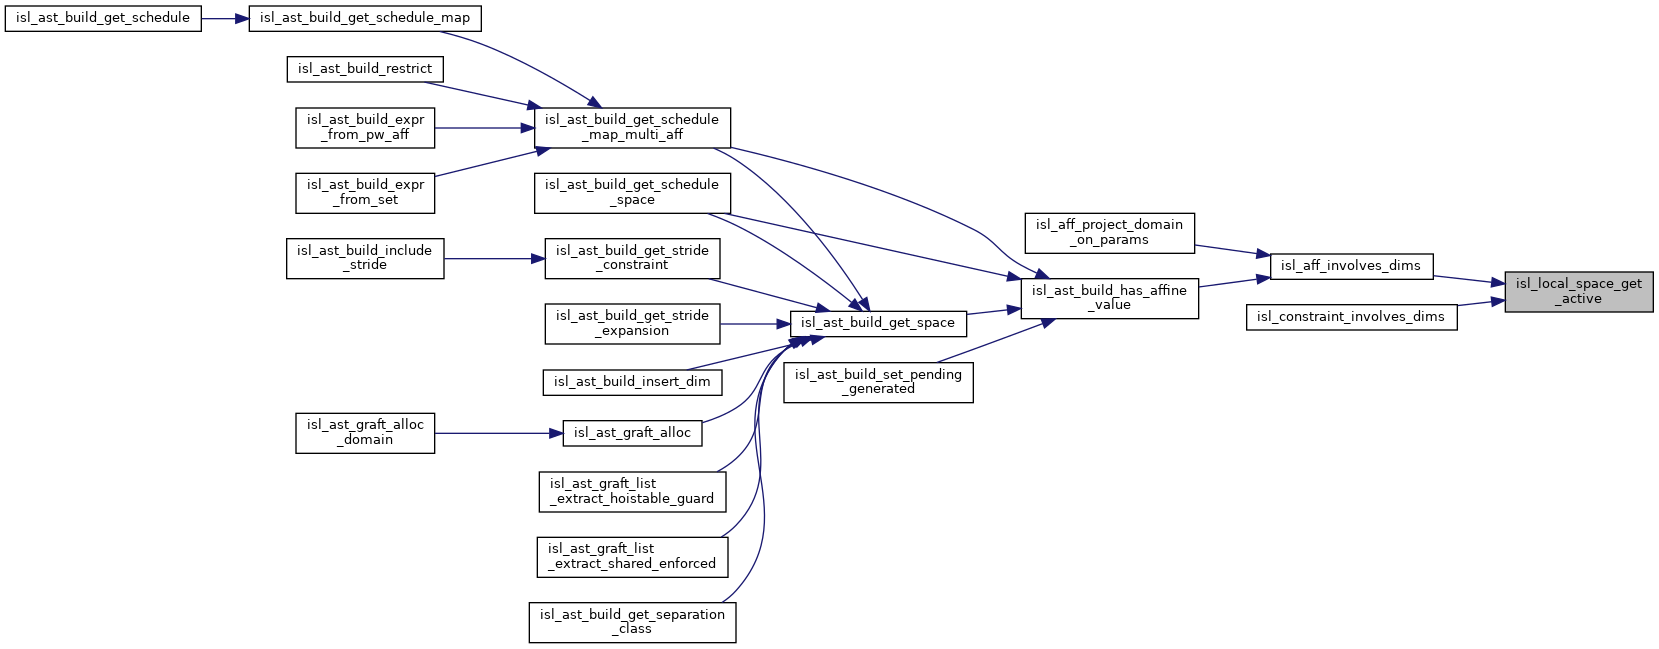 isl_ast_build_get_schedule
isl_ast_build_get_schedule_map
isl_ast_build_restrict
isl_ast_build_expr
_from_pw_aff
isl_ast_build_get_schedule
_map_multi_aff
isl_ast_build_expr
_from_set
isl_ast_build_get_schedule
_space
isl_ast_build_include
_stride
isl_ast_build_get_stride
_constraint
isl_aff_project_domain
_on_params
isl_aff_involves_dims
isl_local_space_get
_active
isl_ast_build_has_affine
_value
isl_constraint_involves_dims
isl_ast_build_get_stride
_expansion
isl_ast_build_get_space
isl_ast_build_insert_dim
isl_ast_build_set_pending
_generated
isl_ast_graft_alloc
_domain
isl_ast_graft_alloc
isl_ast_graft_list
_extract_hoistable_guard
isl_ast_graft_list
_extract_shared_enforced
isl_ast_build_get_separation
_class